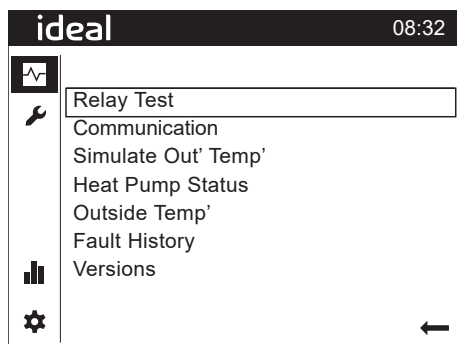 ideal 08:32
Relay Test
Communication
Simulate Out’ Temp’
Heat Pump Status
Outside Temp’
Fault History
Versions